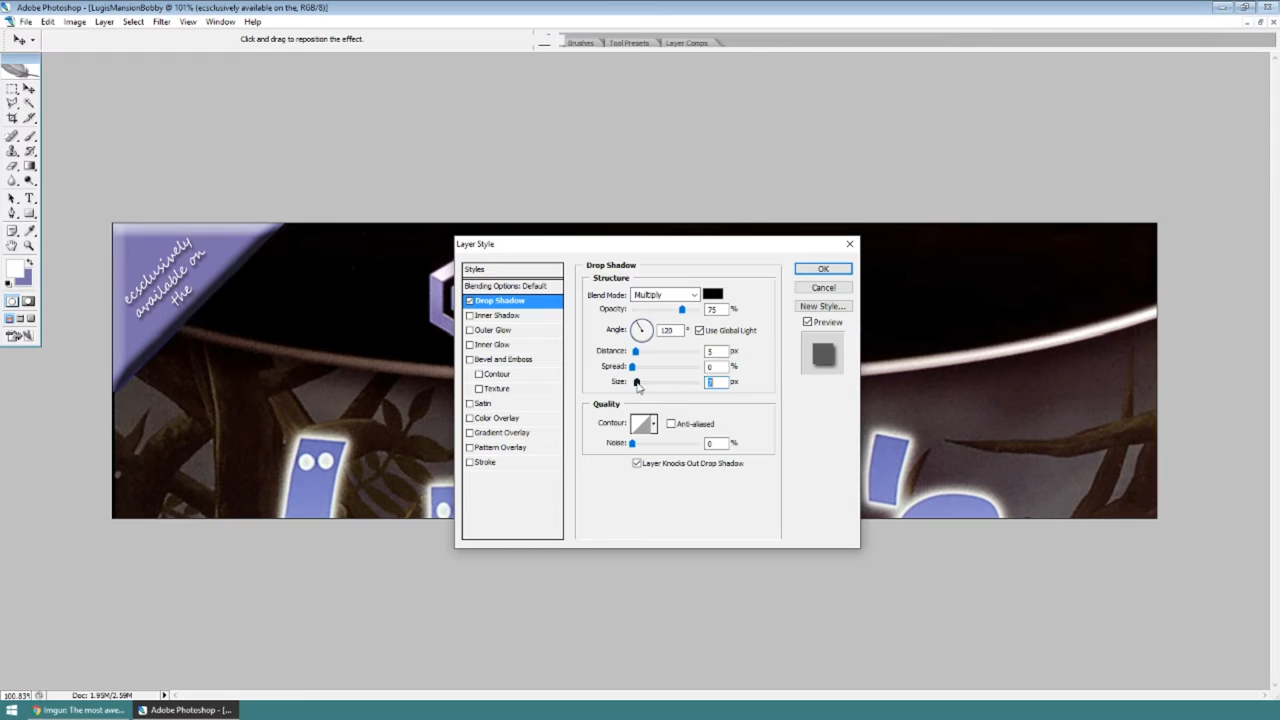 Adobe Photoshop - [LugisMansionBobby @ 101% (ecsclusively available on the, RGB/8)]
File Edit Image Layer Select Filter View Window Help
Click and drag to reposition the effect.
Brushes Tool Presets Layer Comps
ecsclusively
available on
the
Layer Style
Styles
Blending Options: Default
Drop Shadow
Inner Shadow
Outer Glow
Inner Glow
Bevel and Emboss
Contour
Texture
Satin
Color Overlay
Gradient Overlay
Pattern Overlay
Stroke
Drop Shadow
Structure
Blend Mode: Multiply
Opacity: 75 %
Angle: 120 ° Use Global Light
Distance: 5 px
Spread: 0 %
Size: 7 px
Quality
Contour: Anti-aliased
Noise: 0 %
Layer Knocks Out Drop Shadow
OK
Cancel
New Style...
Preview
100.83% Doc: 1.95M/2.59M
Imgur: The most awe... Adobe Photoshop - [...